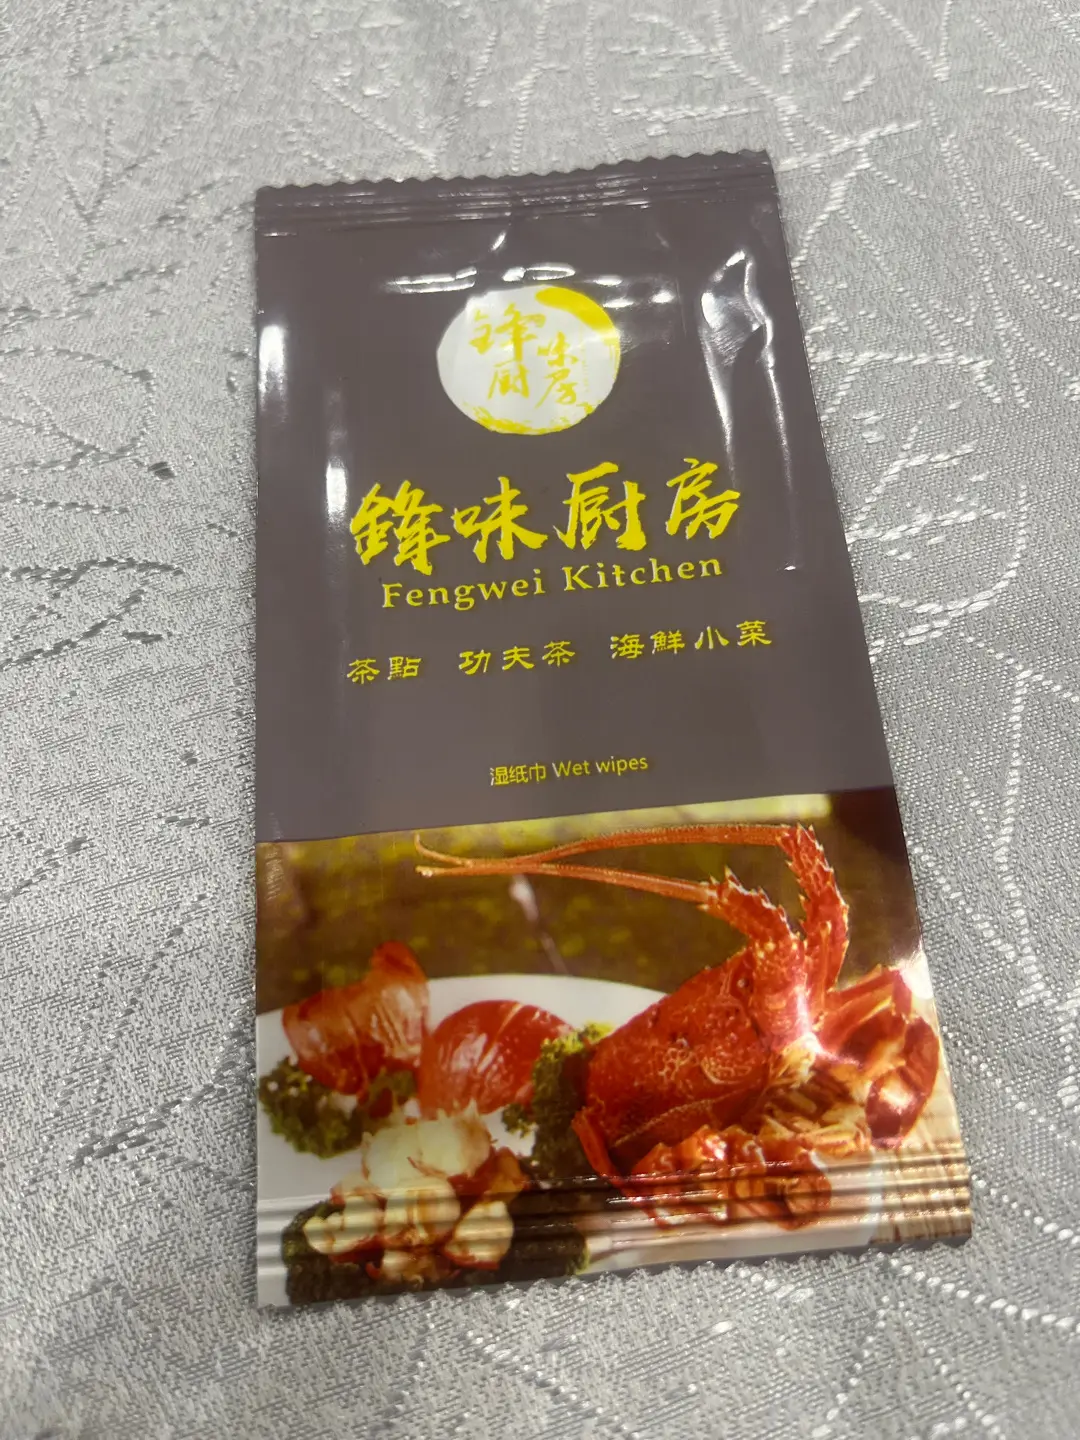 锋味
厨房
鋒味厨房
Fengwei Kitchen
茶點 功夫茶 海鮮小菜
湿纸巾 Wet wipes